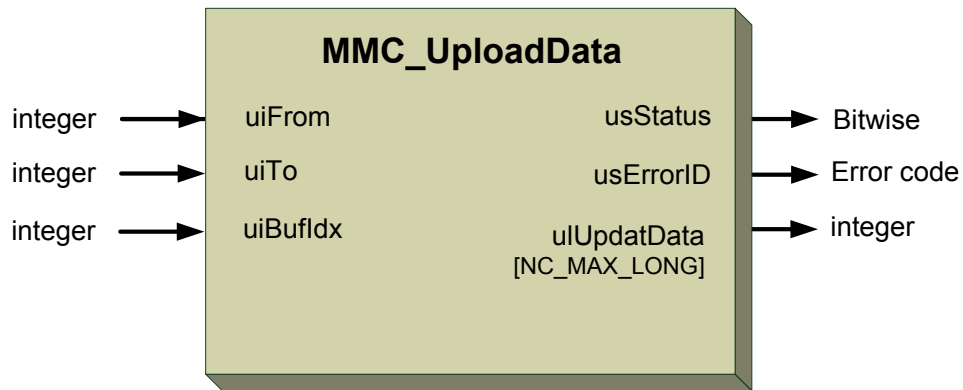 MMC_UploadData
integer uiFrom usStatus Bitwise
integer uiTo usErrorID Error code
integer uiBufIdx ulUpdatData integer
[NC_MAX_LONG]